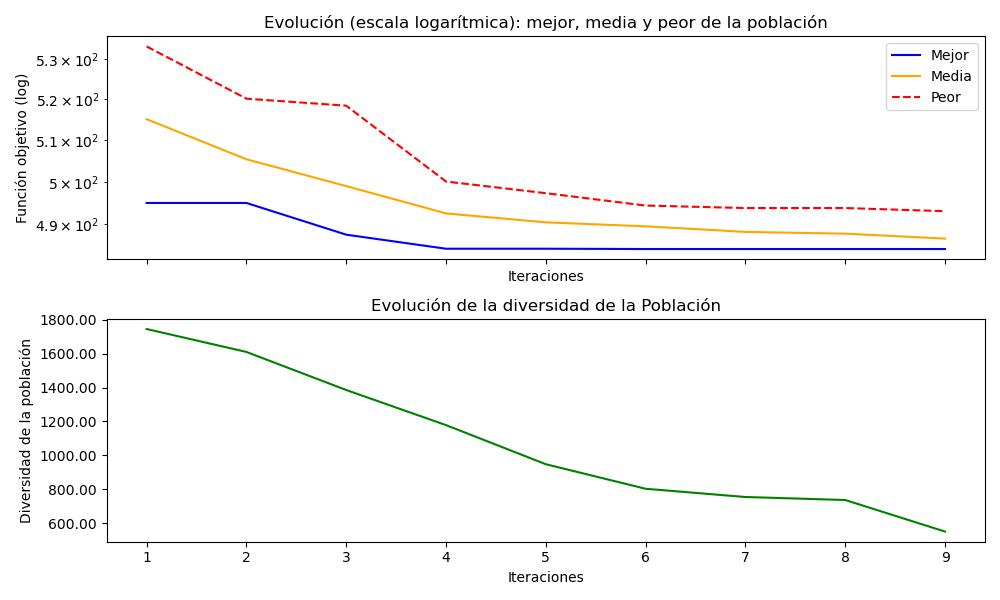 Evolución (escala logarítmica): mejor, media y peor de la población
Función objetivo (log)
5.3 × 10²
5.2 × 10²
5.1 × 10²
5 × 10²
4.9 × 10²
Mejor
Media
Peor
Iteraciones
Evolución de la diversidad de la Población
Diversidad de la población
1800.00
1600.00
1400.00
1200.00
1000.00
800.00
600.00
1 2 3 4 5 6 7 8 9
Iteraciones